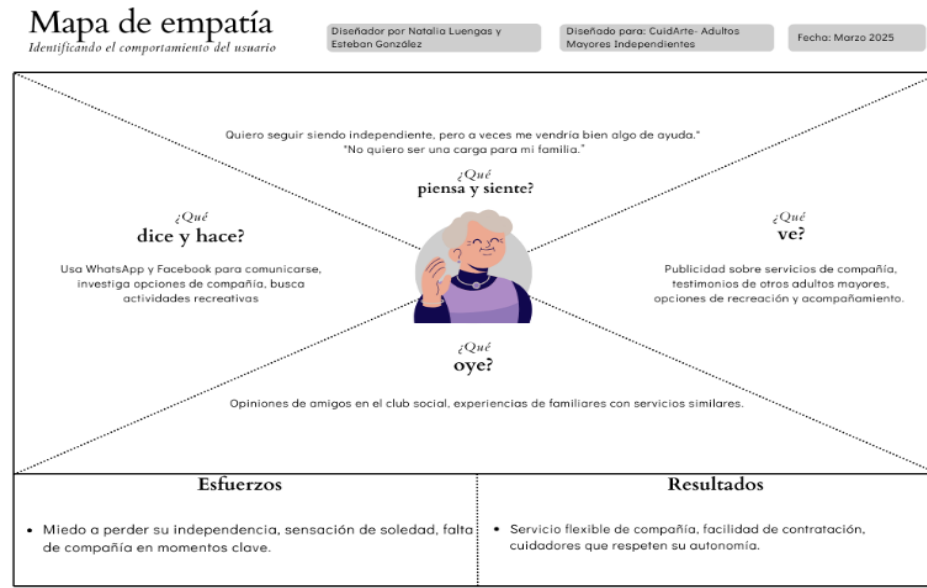 Mapa de empatía
Identificando el comportamiento del usuario
Diseñador por Natalia Luengas y
Esteban González
Diseñado para: CuidArte- Adultos
Mayores Independientes
Fecha: Marzo 2025
Quiero seguir siendo independiente, pero a veces me vendría bien algo de ayuda."
"No quiero ser una carga para mi familia."
¿Qué
piensa y siente?
¿Qué
dice y hace?
Usa WhatsApp y Facebook para comunicarse,
investiga opciones de compañía, busca
actividades recreativas
¿Qué
ve?
Publicidad sobre servicios de compañía,
testimonios de otros adultos mayores,
opciones de recreación y acompañamiento.
¿Qué
oye?
Opiniones de amigos en el club social, experiencias de familiares con servicios similares.
Esfuerzos
• Miedo a perder su independencia, sensación de soledad, falta
de compañía en momentos clave.
Resultados
• Servicio flexible de compañía, facilidad de contratación,
cuidadores que respeten su autonomía.